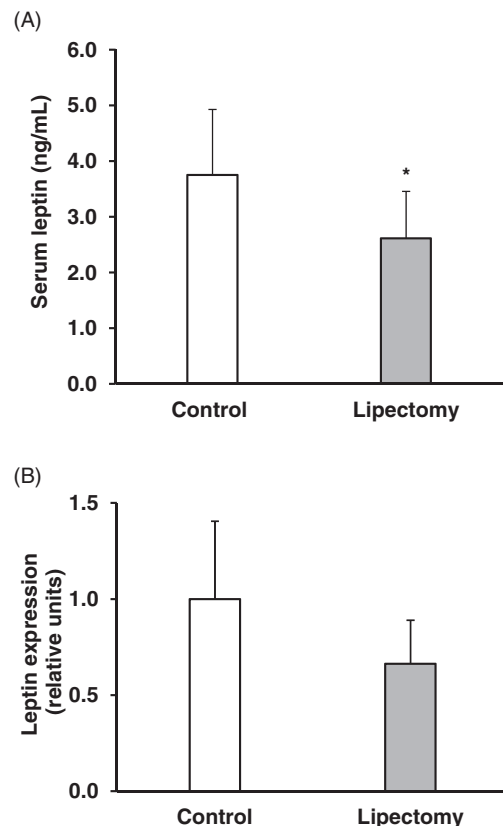 (A)
Serum leptin (ng/mL)
6.0
5.0
4.0
3.0
2.0
1.0
0.0
*
Control Lipectomy
(B)
Leptin expression
(relative units)
1.5
1.0
0.5
0.0
Control Lipectomy